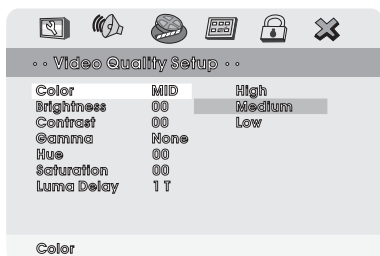 · · Video Quality Setup · ·
Color MID High
Brightness 00 Medium
Contrast 00 Low
Gamma None
Hue 00
Saturation 00
Luma Delay 1 T
Color